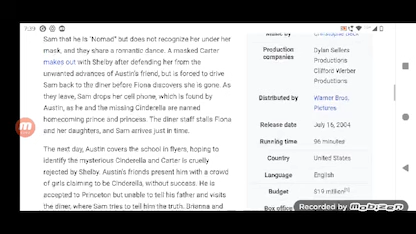 7:39
Sam that he is "Nomad" but does not recognize her under her
mask, and they share a romantic dance. A masked Carter
makes out with Shelby after defending her from the
unwanted advances of Austin's friend, but is forced to drive
Sam back to the diner before Fiona discovers she is gone. As
they leave, Sam drops her cell phone, which is found by
Austin, as he and the missing Cinderella are named
homecoming prince and princess. The diner staff stalls Fiona
and her daughters, and Sam arrives just in time.
The next day, Austin covers the school in flyers, hoping to
identify the mysterious Cinderella and Carter is cruelly
rejected by Shelby. Austin's friends present him with a
crowd of girls claiming to be Cinderella, without success. He is
accepted to Princeton but unable to tell his father and visits
the diner, where Sam tries to tell him the truth. Brianna and
Music by Christophe Beck
Production companies
Dylan Sellers
Productions
Clifford Werber
Productions
Distributed by Warner Bros.
Pictures
Release date July 16, 2004
Running time 96 minutes
Country United States
Language English
Budget $19 million
Box office
Recorded by MOBIZEN